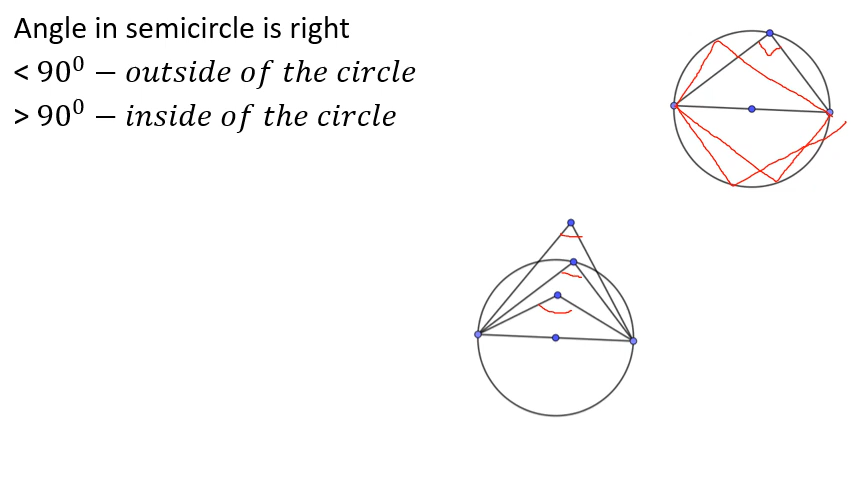 Angle in semicircle is right
< 90⁰ − outside of the circle
> 90⁰ − inside of the circle